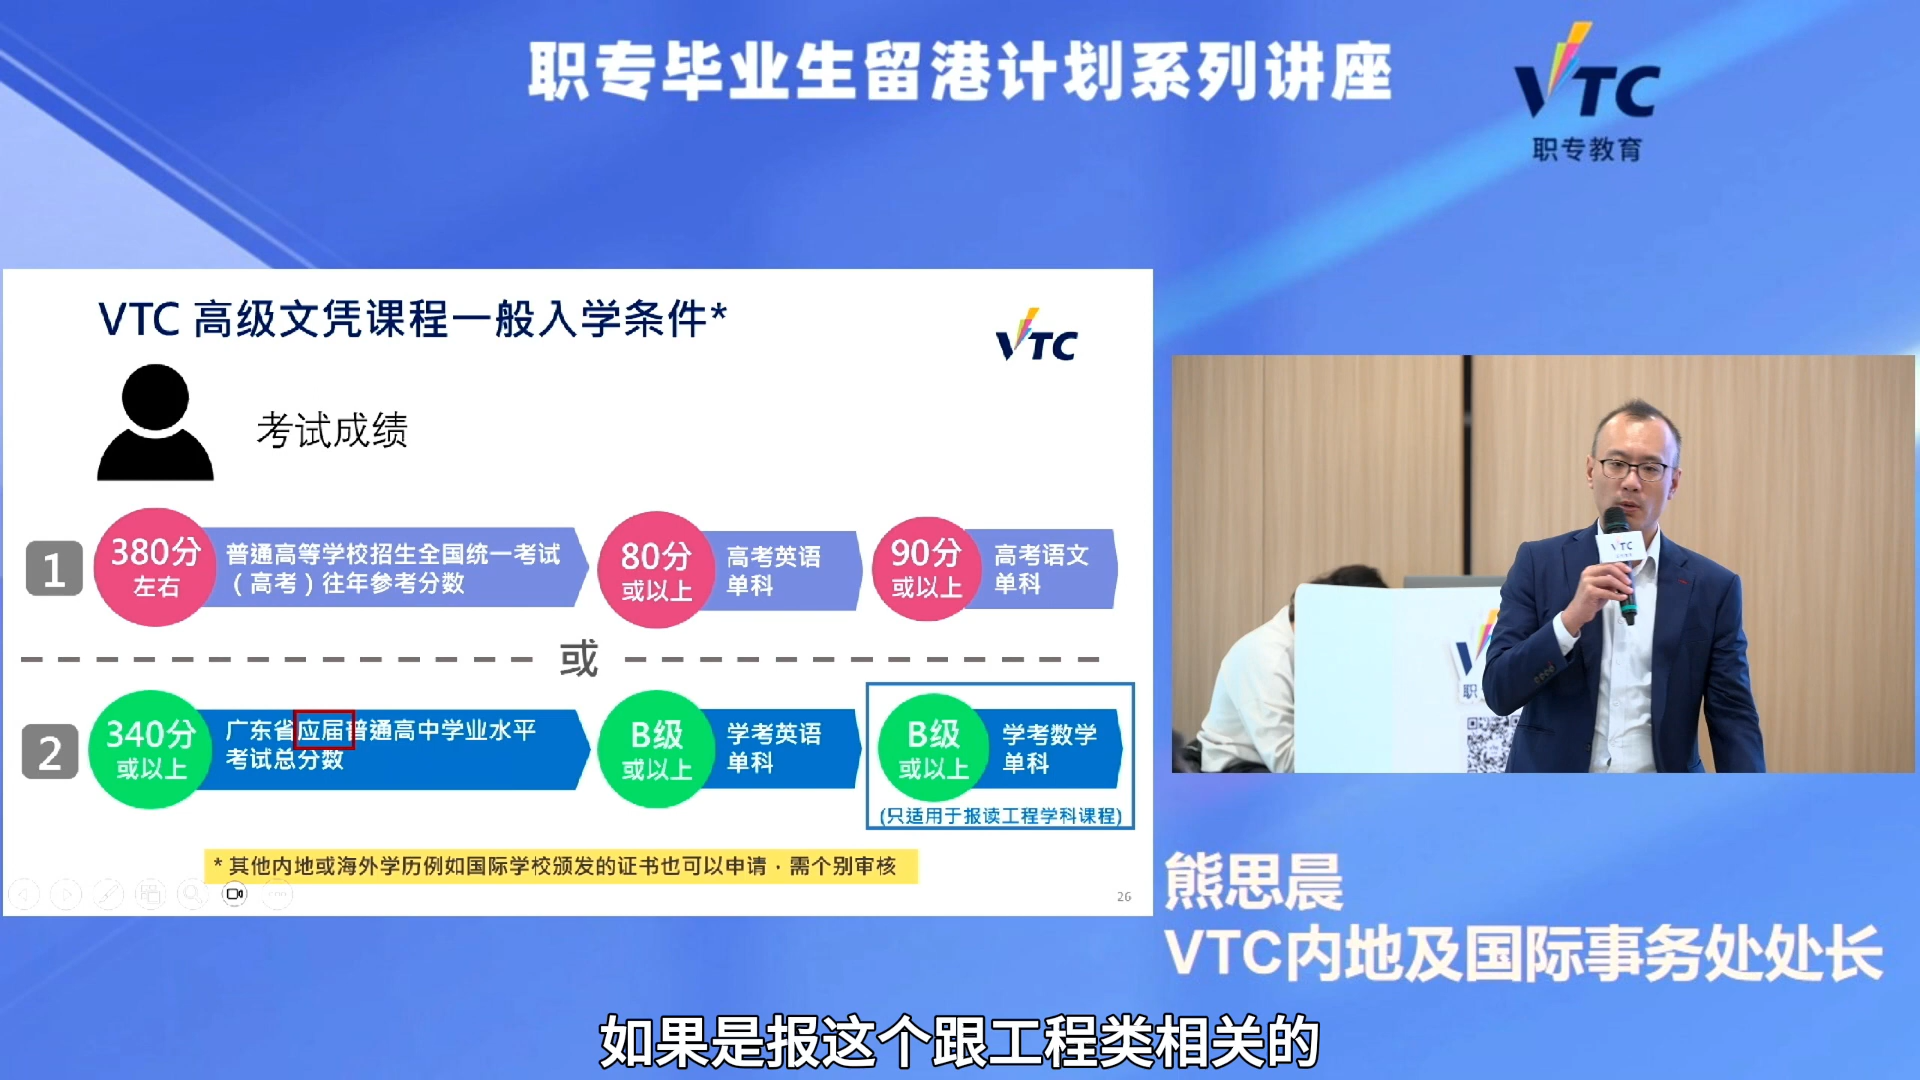 职专毕业生留港计划系列讲座
VTC
职专教育
VTC 高级文凭课程一般入学条件*
VTC
考试成绩
1
380分
左右
普通高等学校招生全国统一考试
（高考）往年参考分数
80分
或以上
高考英语
单科
90分
或以上
高考语文
单科
或
2
340分
或以上
广东省应届普通高中学业水平
考试总分数
B级
或以上
学考英语
单科
B级
或以上
学考数学
单科
(只适用于报读工程学科课程)
* 其他内地或海外学历例如国际学校颁发的证书也可以申请，需个别审核
26
VTC
职
熊思晨
VTC内地及国际事务处处长
如果是报这个跟工程类相关的